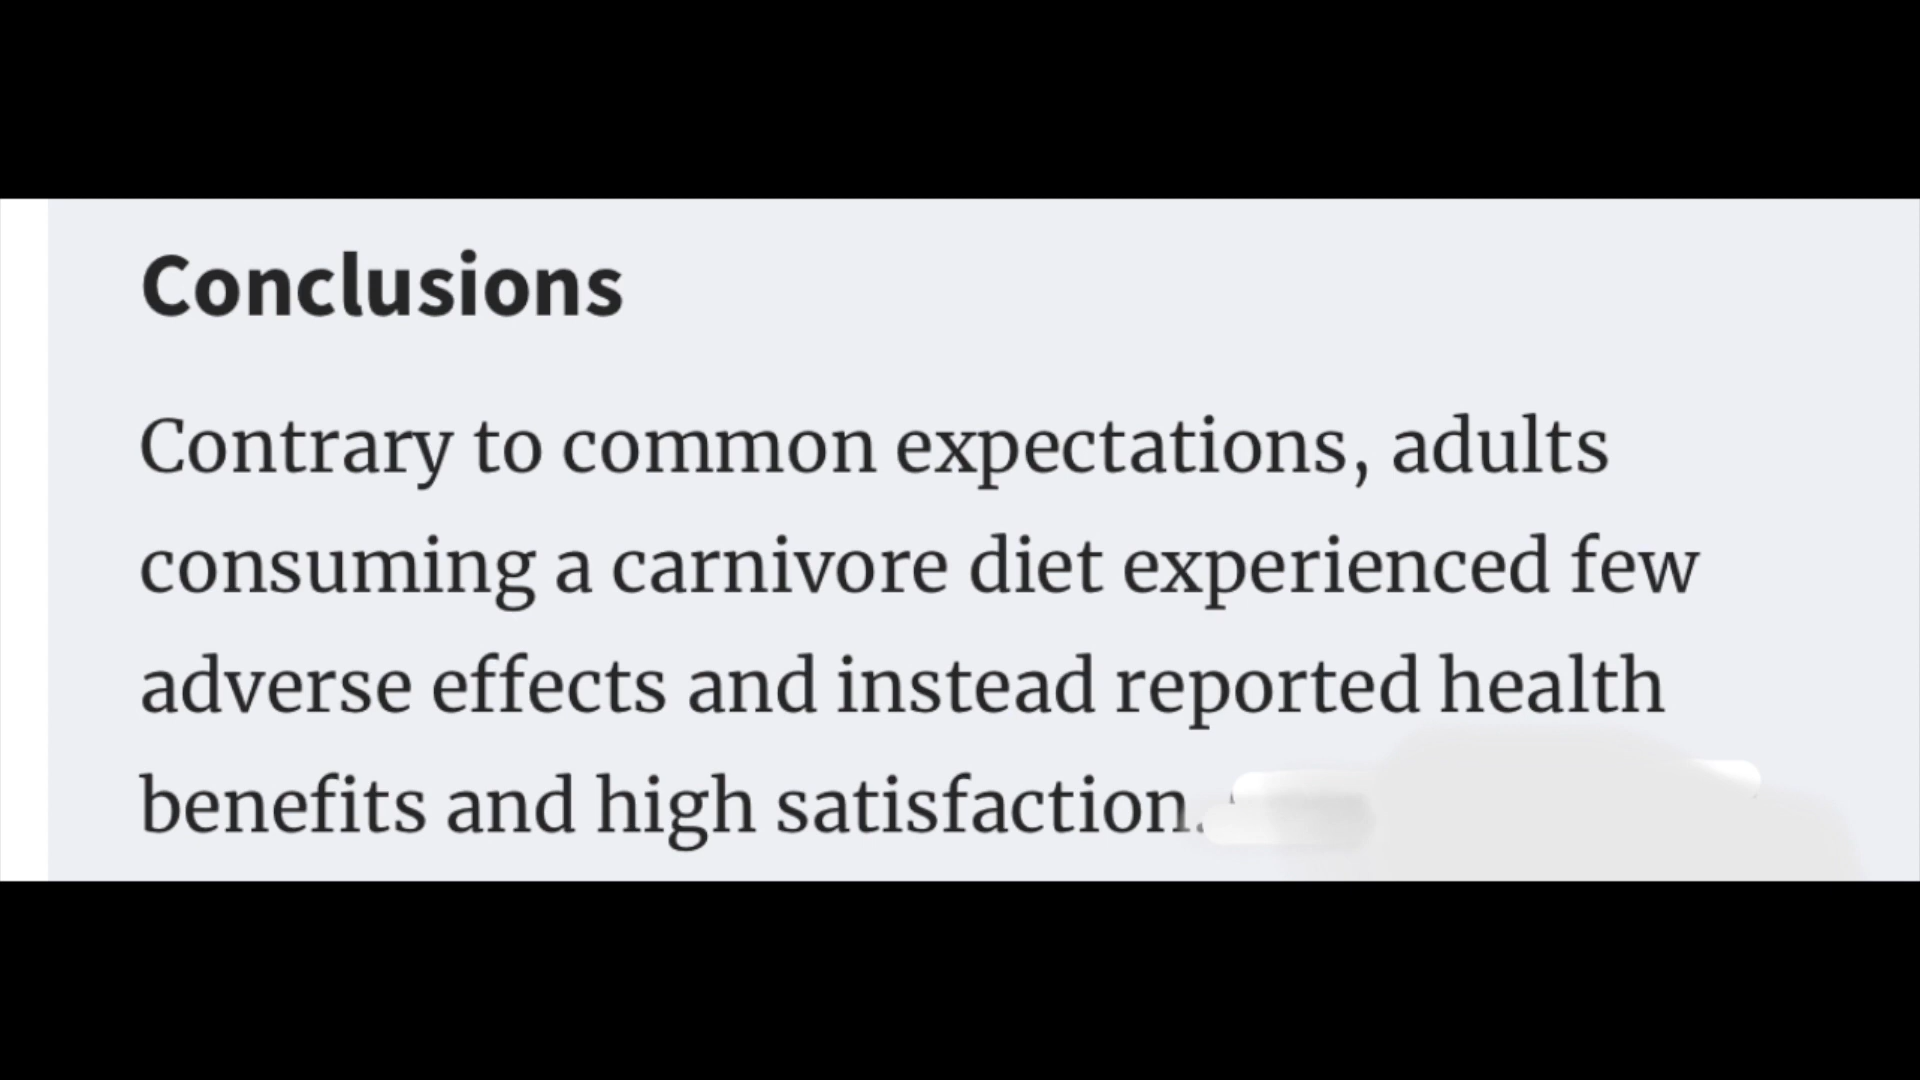 Conclusions
Contrary to common expectations, adults
consuming a carnivore diet experienced few
adverse effects and instead reported health
benefits and high satisfaction.